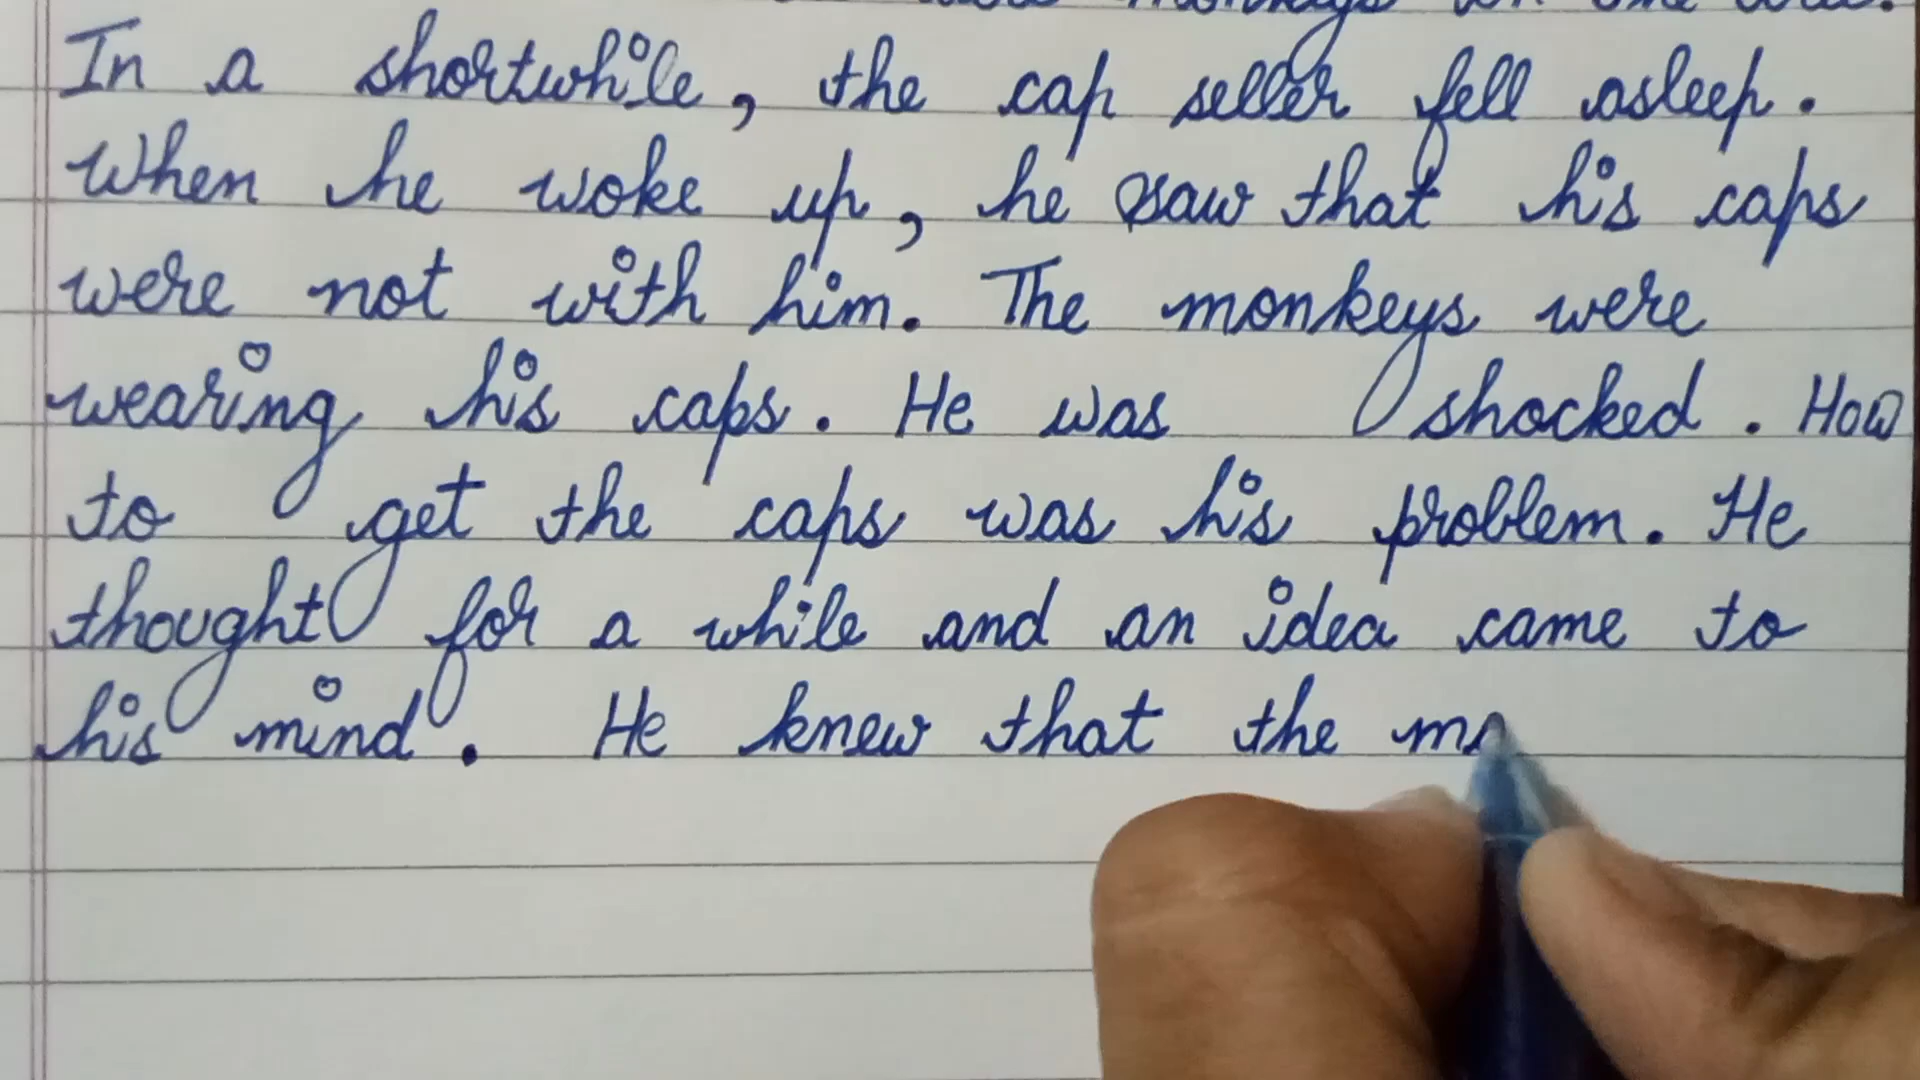 monkeys
In a shortwhile, the cap seller fell asleep.
When he woke up, he saw that his caps
were not with him. The monkeys were
wearing his caps. He was shocked. How
to get the caps was his problem. He
thought for a while and an idea came to
his mind. He knew that the mo